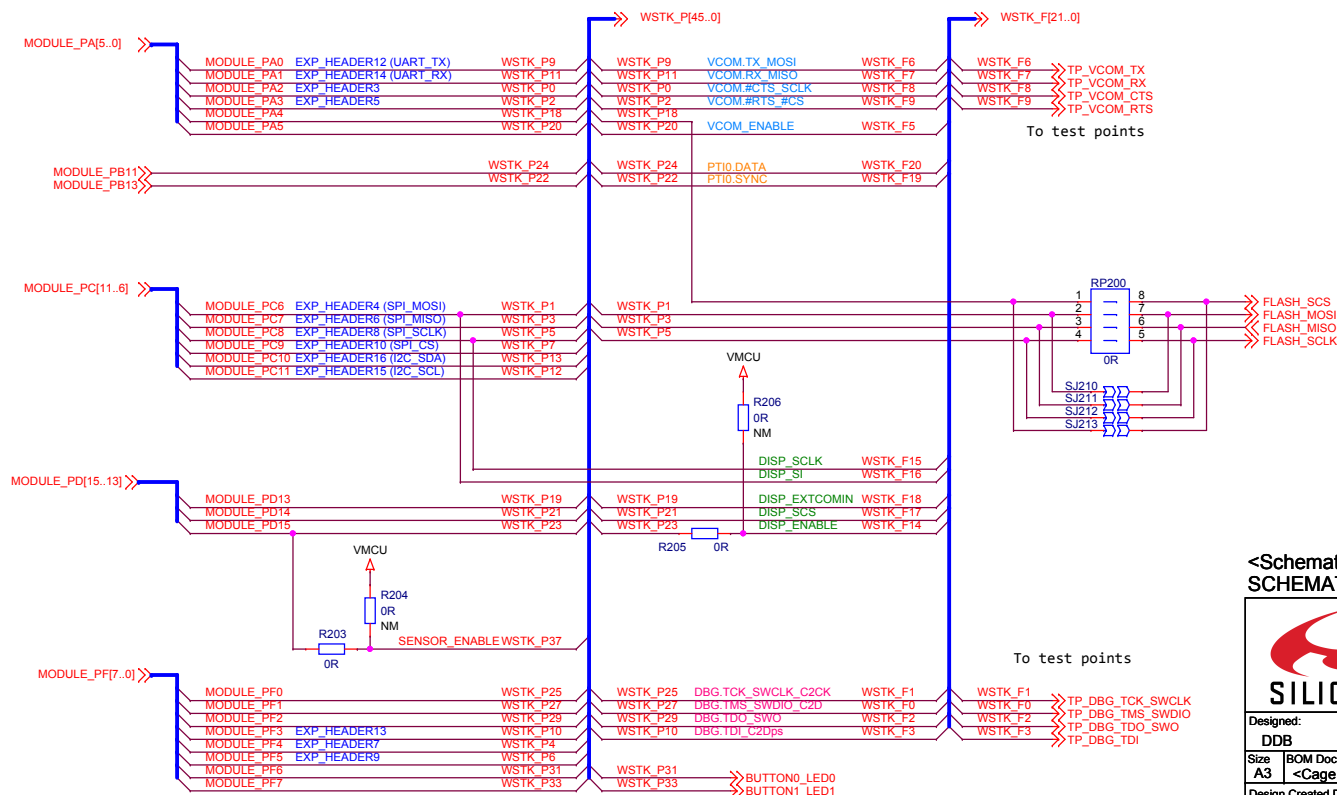 WSTK_P[45..0] WSTK_F[21..0]
MODULE_PA[5..0]
MODULE_PA0 EXP_HEADER12 (UART_TX) WSTK_P9 WSTK_P9 VCOM.TX_MOSI WSTK_F6 WSTK_F6 TP_VCOM_TX
MODULE_PA1 EXP_HEADER14 (UART_RX) WSTK_P11 WSTK_P11 VCOM.RX_MISO WSTK_F7 WSTK_F7 TP_VCOM_RX
MODULE_PA2 EXP_HEADER3 WSTK_P0 WSTK_P0 VCOM.#CTS_SCLK WSTK_F8 WSTK_F8 TP_VCOM_CTS
MODULE_PA3 EXP_HEADER5 WSTK_P2 WSTK_P2 VCOM.#RTS_#CS WSTK_F9 WSTK_F9 TP_VCOM_RTS
MODULE_PA4 WSTK_P18 WSTK_P18
MODULE_PA5 WSTK_P20 WSTK_P20 VCOM_ENABLE WSTK_F5
To test points
MODULE_PB11 WSTK_P24 WSTK_P24 PTI0.DATA WSTK_F20
MODULE_PB13 WSTK_P22 WSTK_P22 PTI0.SYNC WSTK_F19
MODULE_PC[11..6]
RP200
MODULE_PC6 EXP_HEADER4 (SPI_MOSI) WSTK_P1 WSTK_P1
MODULE_PC7 EXP_HEADER6 (SPI_MISO) WSTK_P3 WSTK_P3
MODULE_PC8 EXP_HEADER8 (SPI_SCLK) WSTK_P5 WSTK_P5
MODULE_PC9 EXP_HEADER10 (SPI_CS) WSTK_P7
MODULE_PC10 EXP_HEADER16 (I2C_SDA) WSTK_P13
MODULE_PC11 EXP_HEADER15 (I2C_SCL) WSTK_P12
1 8 FLASH_SCS
2 7 FLASH_MOSI
3 6 FLASH_MISO
4 5 FLASH_SCLK
0R
SJ210
SJ211
SJ212
SJ213
VMCU
R206
0R
NM
DISP_SCLK WSTK_F15
DISP_SI WSTK_F16
MODULE_PD[15..13]
MODULE_PD13 WSTK_P19 WSTK_P19 DISP_EXTCOMIN WSTK_F18
MODULE_PD14 WSTK_P21 WSTK_P21 DISP_SCS WSTK_F17
MODULE_PD15 WSTK_P23 WSTK_P23 DISP_ENABLE WSTK_F14
R205 0R
VMCU
R204
0R
NM
R203
0R
SENSOR_ENABLE WSTK_P37
MODULE_PF[7..0]
To test points
MODULE_PF0 WSTK_P25 WSTK_P25 DBG.TCK_SWCLK_C2CK WSTK_F1 WSTK_F1 TP_DBG_TCK_SWCLK
MODULE_PF1 WSTK_P27 WSTK_P27 DBG.TMS_SWDIO_C2D WSTK_F0 WSTK_F0 TP_DBG_TMS_SWDIO
MODULE_PF2 WSTK_P29 WSTK_P29 DBG.TDO_SWO WSTK_F2 WSTK_F2 TP_DBG_TDO_SWO
MODULE_PF3 EXP_HEADER13 WSTK_P10 WSTK_P10 DBG.TDI_C2Dps WSTK_F3 WSTK_F3 TP_DBG_TDI
MODULE_PF4 EXP_HEADER7 WSTK_P4
MODULE_PF5 EXP_HEADER9 WSTK_P6
MODULE_PF6 WSTK_P31 WSTK_P31 BUTTON0_LED0
MODULE_PF7 WSTK_P33 WSTK_P33 BUTTON1_LED1
<Schemat
SCHEMAT
SILIC
Designed:
DDB
Size BOM Doc
A3 <Cage
Design Created D